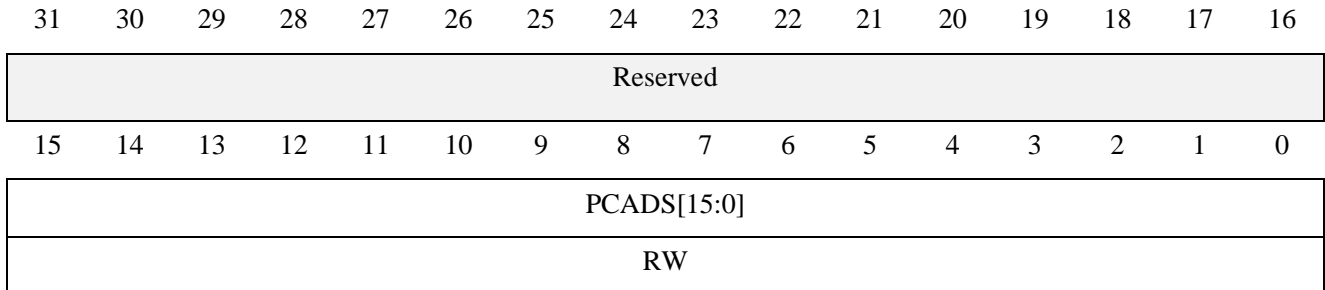 31 30 29 28 27 26 25 24 23 22 21 20 19 18 17 16
Reserved
15 14 13 12 11 10 9 8 7 6 5 4 3 2 1 0
PCADS[15:0]
RW